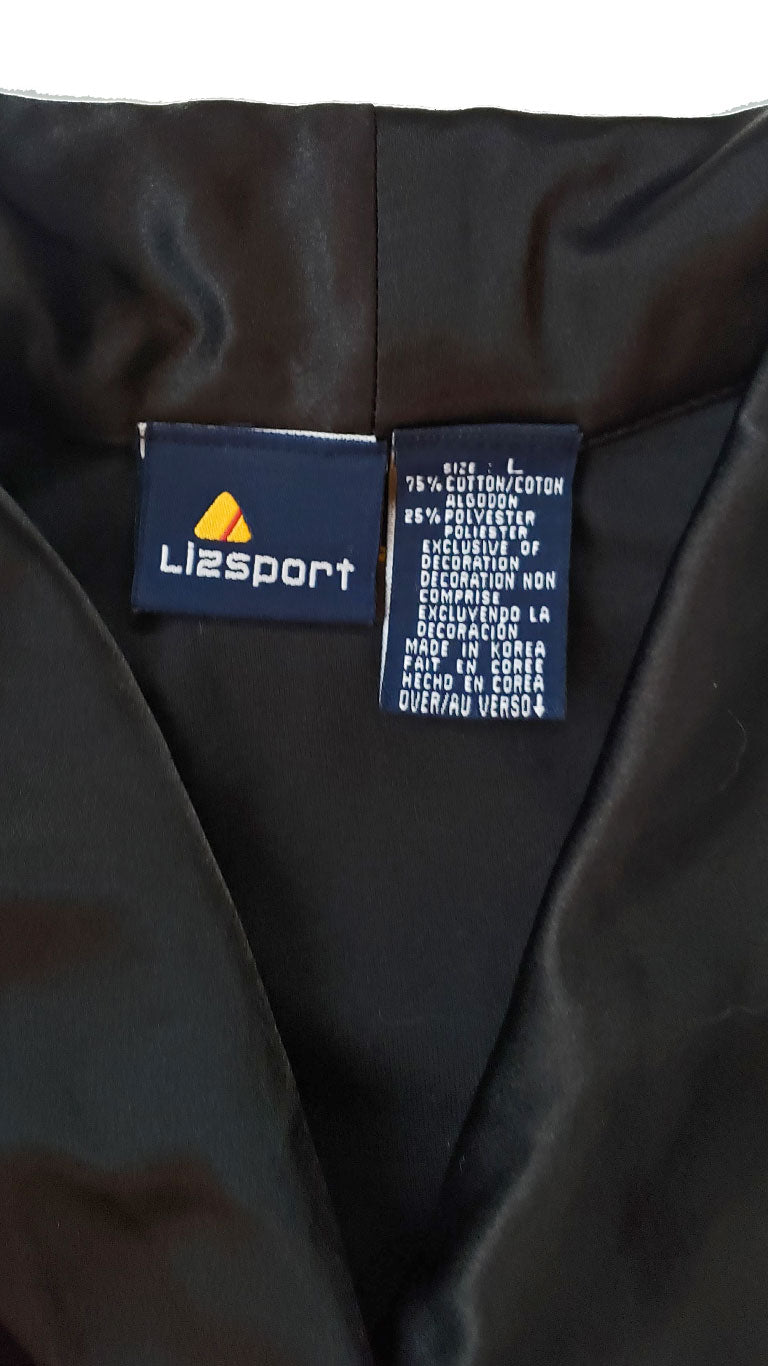 Lizsport
SIZE : L
75% COTTON/COTON
ALGODON
25% POLYESTER
POLIESTER
EXCLUSIVE OF
DECORATION
DECORATION NON
COMPRISE
EXCLUYENDO LA
DECORACIÓN
MADE IN KOREA
FAIT EN COREE
HECHO EN COREA
OVER/AU VERSO↓